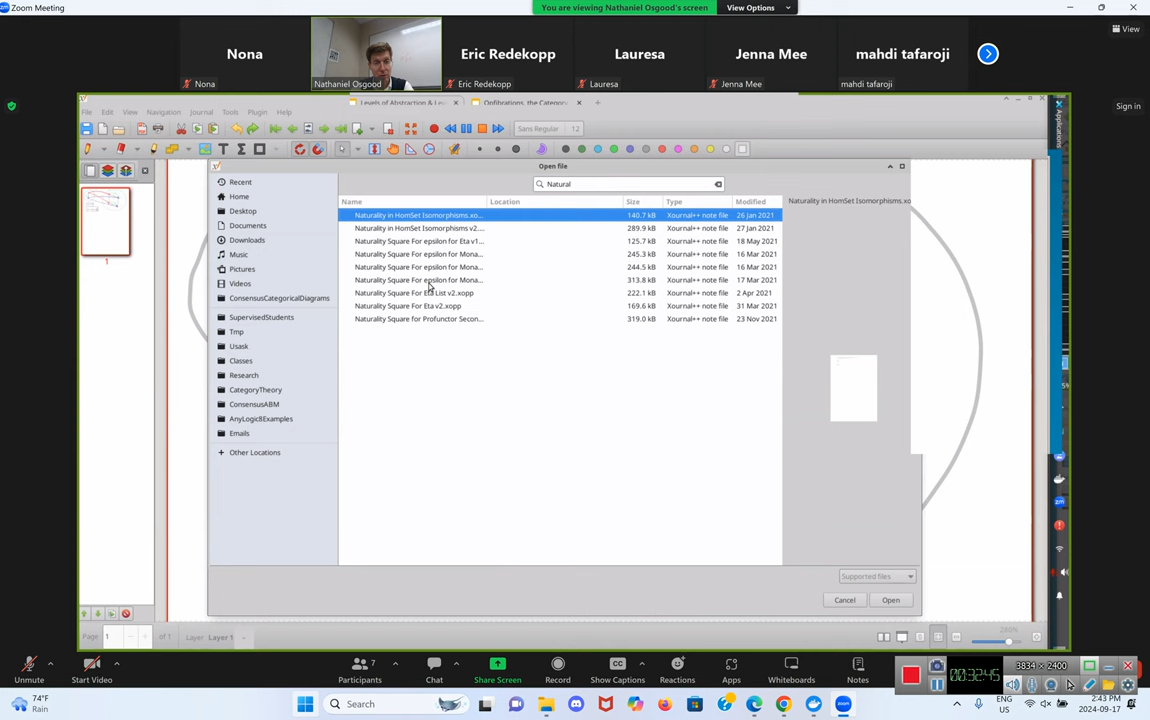 Zoom Meeting
You are viewing Nathaniel Osgood's screen
View Options
View
Nona
Eric Redekopp
Lauresa
Jenna Mee
mahdi tafaroji
Nona
Nathaniel Osgood
Eric Redekopp
Lauresa
Jenna Mee
mahdi tafaroji
Sign in
Levels of Abstraction & Le
Opfibrations, the Category
File Edit View Navigation Journal Tools Plugin Help
Sans Regular 12
Applications
Open file
Natural
Recent
Home
Desktop
Documents
Downloads
Music
Pictures
Videos
ConsensusCategoricalDiagrams
SupervisedStudents
Tmp
Usask
Classes
Research
CategoryTheory
ConsensusABM
AnyLogic8Examples
Emails
Other Locations
Name Location Size Type Modified
Naturality in HomSet Isomorphisms.xo... 140.7 kB Xournal++ note file 26 Jan 2021
Naturality in HomSet Isomorphisms v2.... 289.9 kB Xournal++ note file 27 Jan 2021
Naturality Square For epsilon for Eta v1... 125.7 kB Xournal++ note file 18 May 2021
Naturality Square For epsilon for Mona... 245.3 kB Xournal++ note file 16 Mar 2021
Naturality Square For epsilon for Mona... 244.5 kB Xournal++ note file 16 Mar 2021
Naturality Square For epsilon for Mona... 313.8 kB Xournal++ note file 17 Mar 2021
Naturality Square For Eta List v2.xopp 222.1 kB Xournal++ note file 2 Apr 2021
Naturality Square For Eta v2.xopp 169.6 kB Xournal++ note file 31 Mar 2021
Naturality Square for Profunctor Secon... 319.0 kB Xournal++ note file 23 Nov 2021
Naturality in HomSet Isomorphisms.xo
1
Supported files
Cancel
Open
Page 1 of 1 Layer Layer 1
280%
Unmute
Start Video
Participants 7
Chat
Share Screen
Record
CC
Show Captions
Reactions
Apps
Whiteboards
Notes
3834 × 2400
00:32:45
74°F
Rain
Search
ENG
US
2:43 PM
2024-09-17